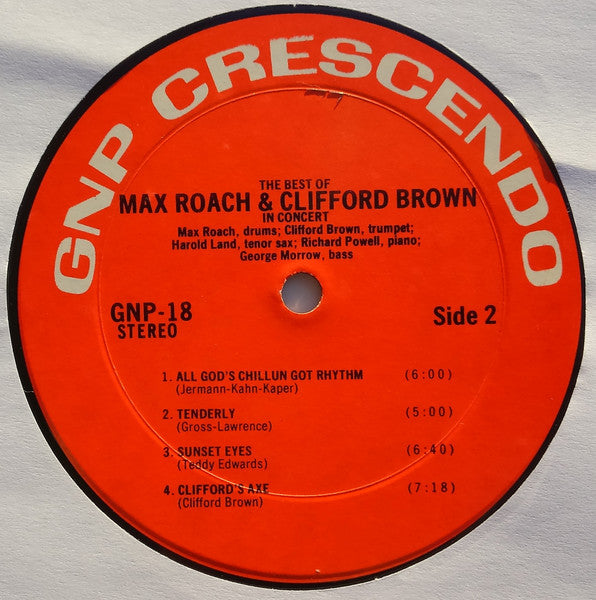 GNP CRESCENDO
THE BEST OF
MAX ROACH & CLIFFORD BROWN
IN CONCERT
Max Roach, drums; Clifford Brown, trumpet;
Harold Land, tenor sax; Richard Powell, piano;
George Morrow, bass
GNP-18
STEREO
Side 2
1. ALL GOD'S CHILLUN GOT RHYTHM (6:00)
(Jermann-Kahn-Kaper)
2. TENDERLY (5:00)
(Gross-Lawrence)
3. SUNSET EYES (6:40)
(Teddy Edwards)
4. CLIFFORD'S AXE (7:18)
(Clifford Brown)